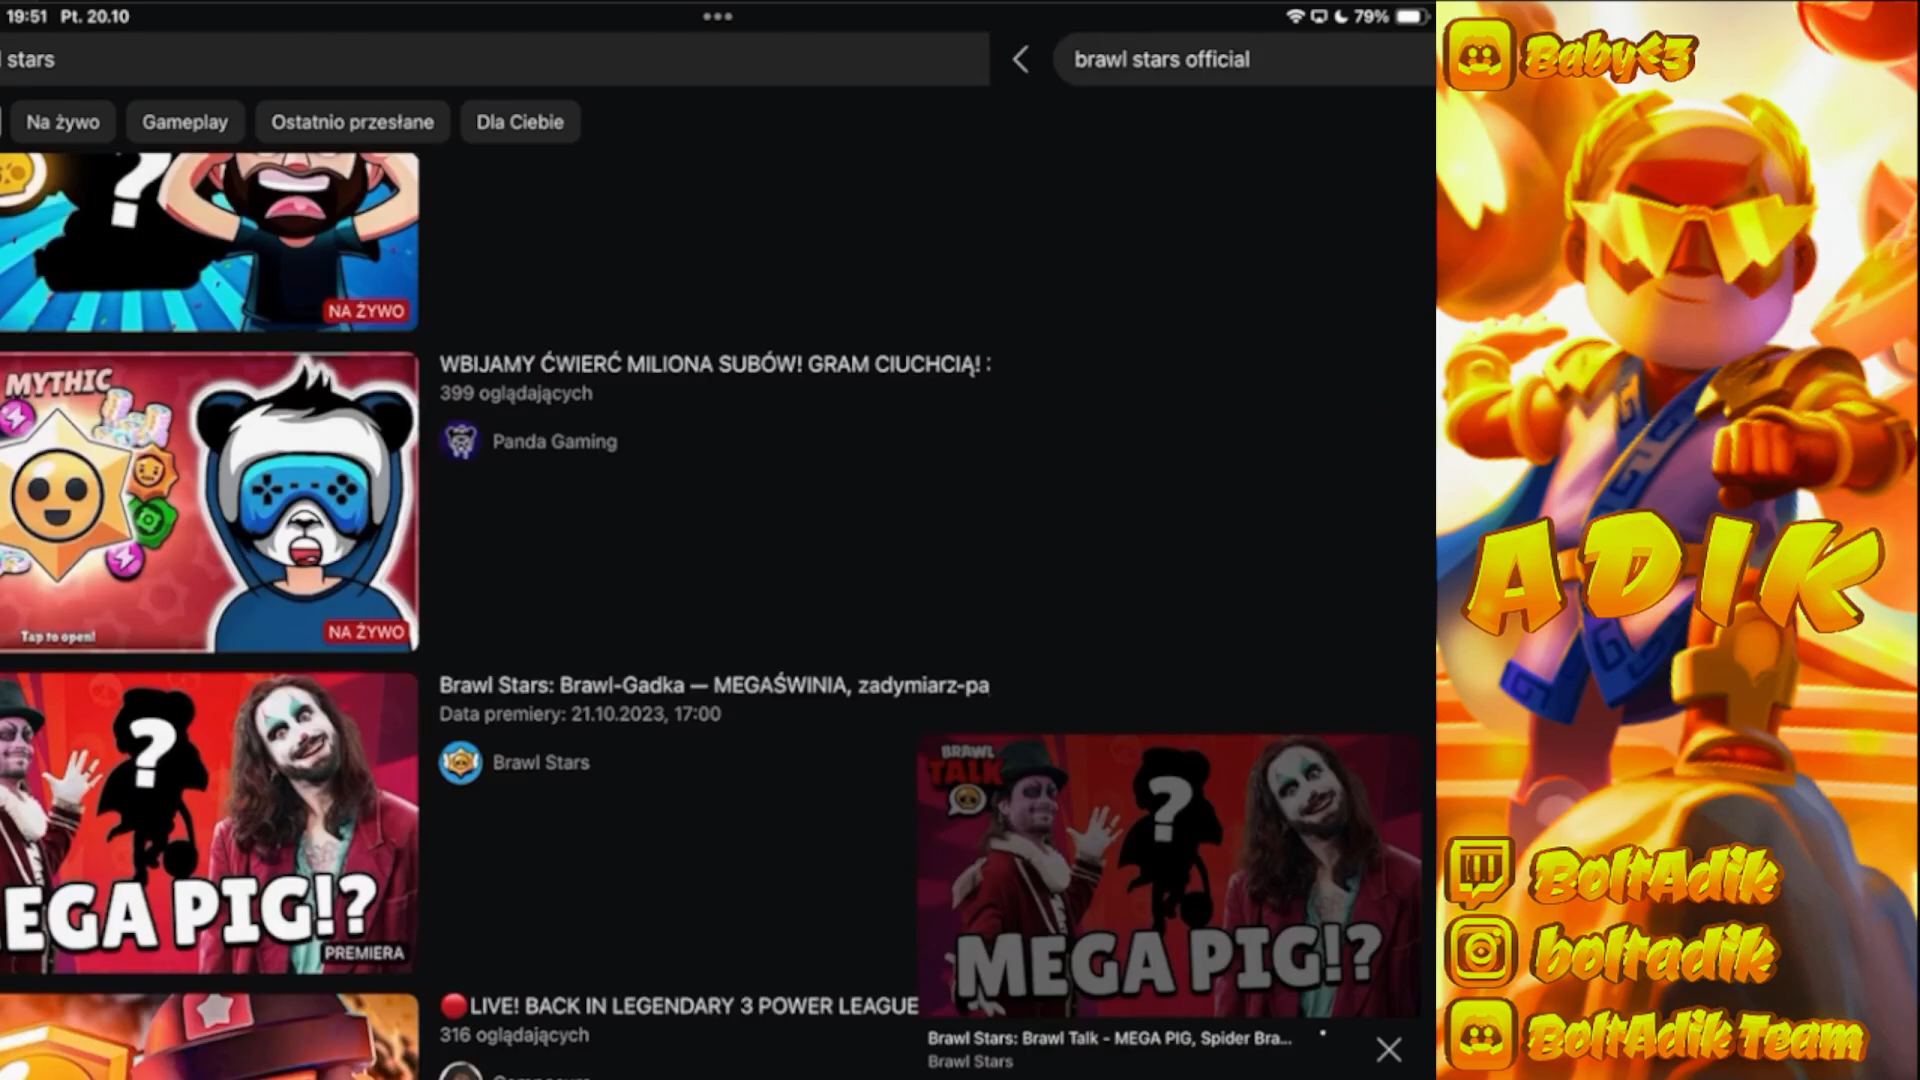 19:51 Pt. 20.10
79%
stars
brawl stars official
Na żywo
Gameplay
Ostatnio przesłane
Dla Ciebie
?
NA ŻYWO
WBIJAMY ĆWIERĆ MILIONA SUBÓW! GRAM CIUCHCIĄ! :
399 oglądających
Panda Gaming
MYTHIC
Tap to open!
NA ŻYWO
Brawl Stars: Brawl-Gadka — MEGAŚWINIA, zadymiarz-pa
Data premiery: 21.10.2023, 17:00
Brawl Stars
?
EGA PIG!?
PREMIERA
BRAWL
TALK
?
MEGA PIG!?
Brawl Stars: Brawl Talk - MEGA PIG, Spider Bra...
Brawl Stars
LIVE! BACK IN LEGENDARY 3 POWER LEAGUE
316 oglądających
Baby<3
ADIK
BoltAdik
boltadik
BoltAdik Team